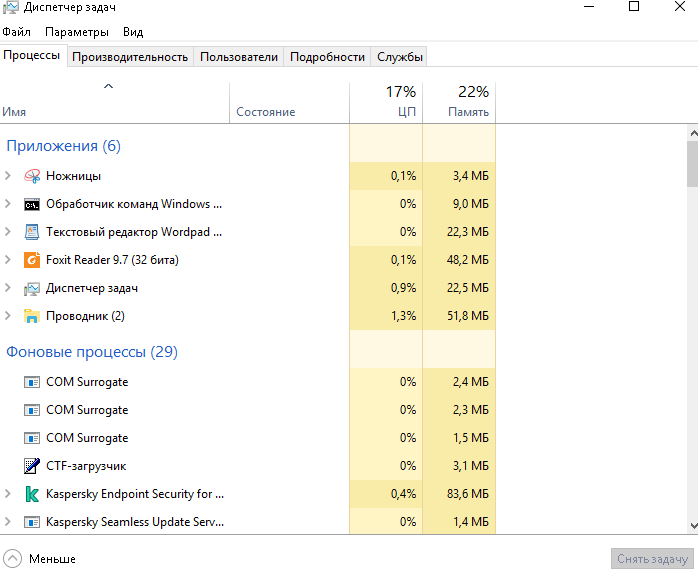 Диспетчер задач
Файл Параметры Вид
Процессы Производительность Пользователи Подробности Службы
17% 22%
Имя Состояние ЦП Память
Приложения (6)
Ножницы 0,1% 3,4 МБ
Обработчик команд Windows ... 0% 9,0 МБ
Текстовый редактор Wordpad ... 0% 22,3 МБ
Foxit Reader 9.7 (32 бита) 0,1% 48,2 МБ
Диспетчер задач 0,9% 22,5 МБ
Проводник (2) 1,3% 51,8 МБ
Фоновые процессы (29)
COM Surrogate 0% 2,4 МБ
COM Surrogate 0% 2,3 МБ
COM Surrogate 0% 1,5 МБ
CTF-загрузчик 0% 3,1 МБ
Kaspersky Endpoint Security for ... 0,4% 83,6 МБ
Kaspersky Seamless Update Serv... 0% 1,4 МБ
Меньше Снять задачу